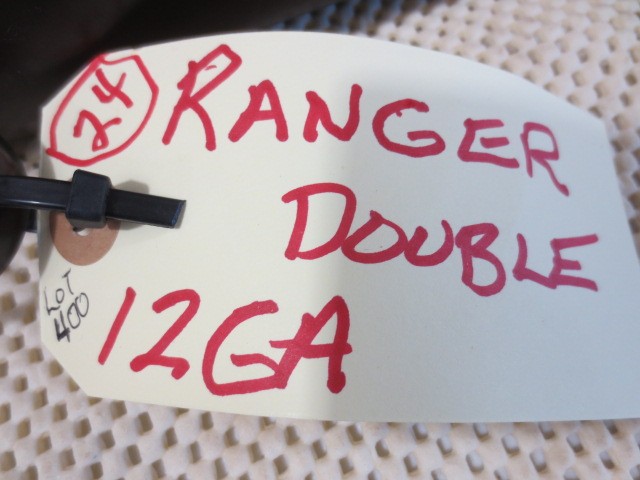 24
RANGER
DOUBLE
12GA
LOT
400